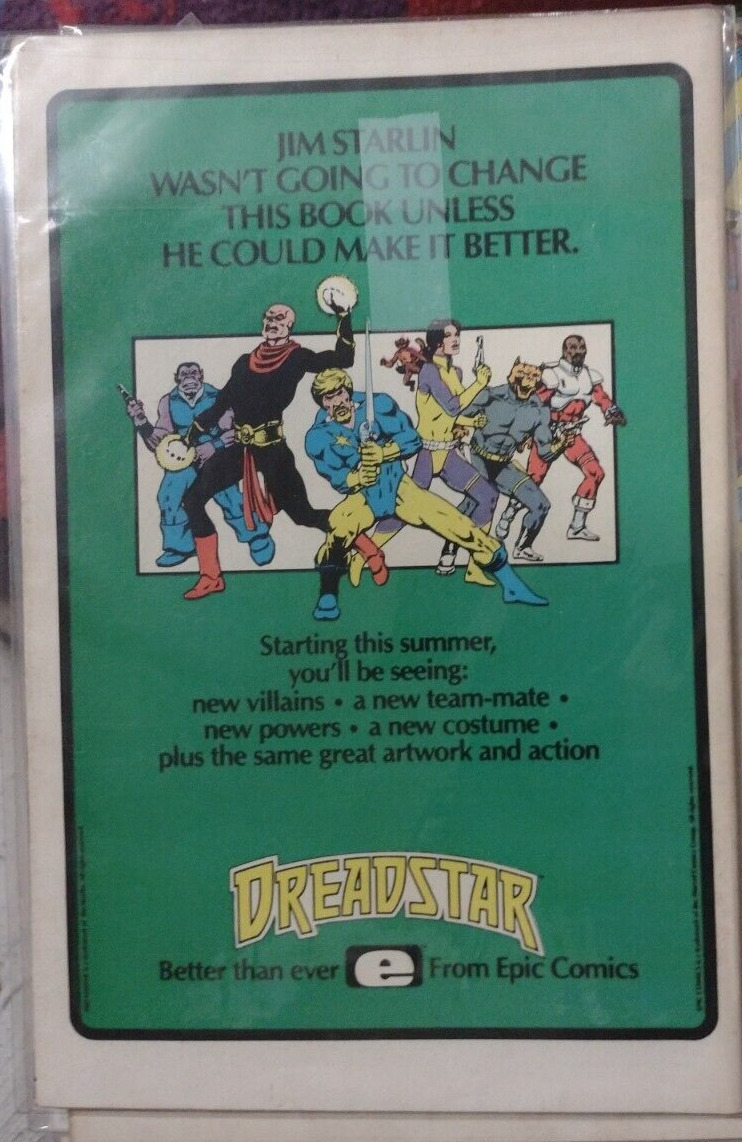 JIM STARLIN
WASN'T GOING TO CHANGE
THIS BOOK UNLESS
HE COULD MAKE IT BETTER.
Starting this summer,
you'll be seeing:
new villains • a new team-mate •
new powers • a new costume •
plus the same great artwork and action
DREADSTAR
Better than ever e From Epic Comics